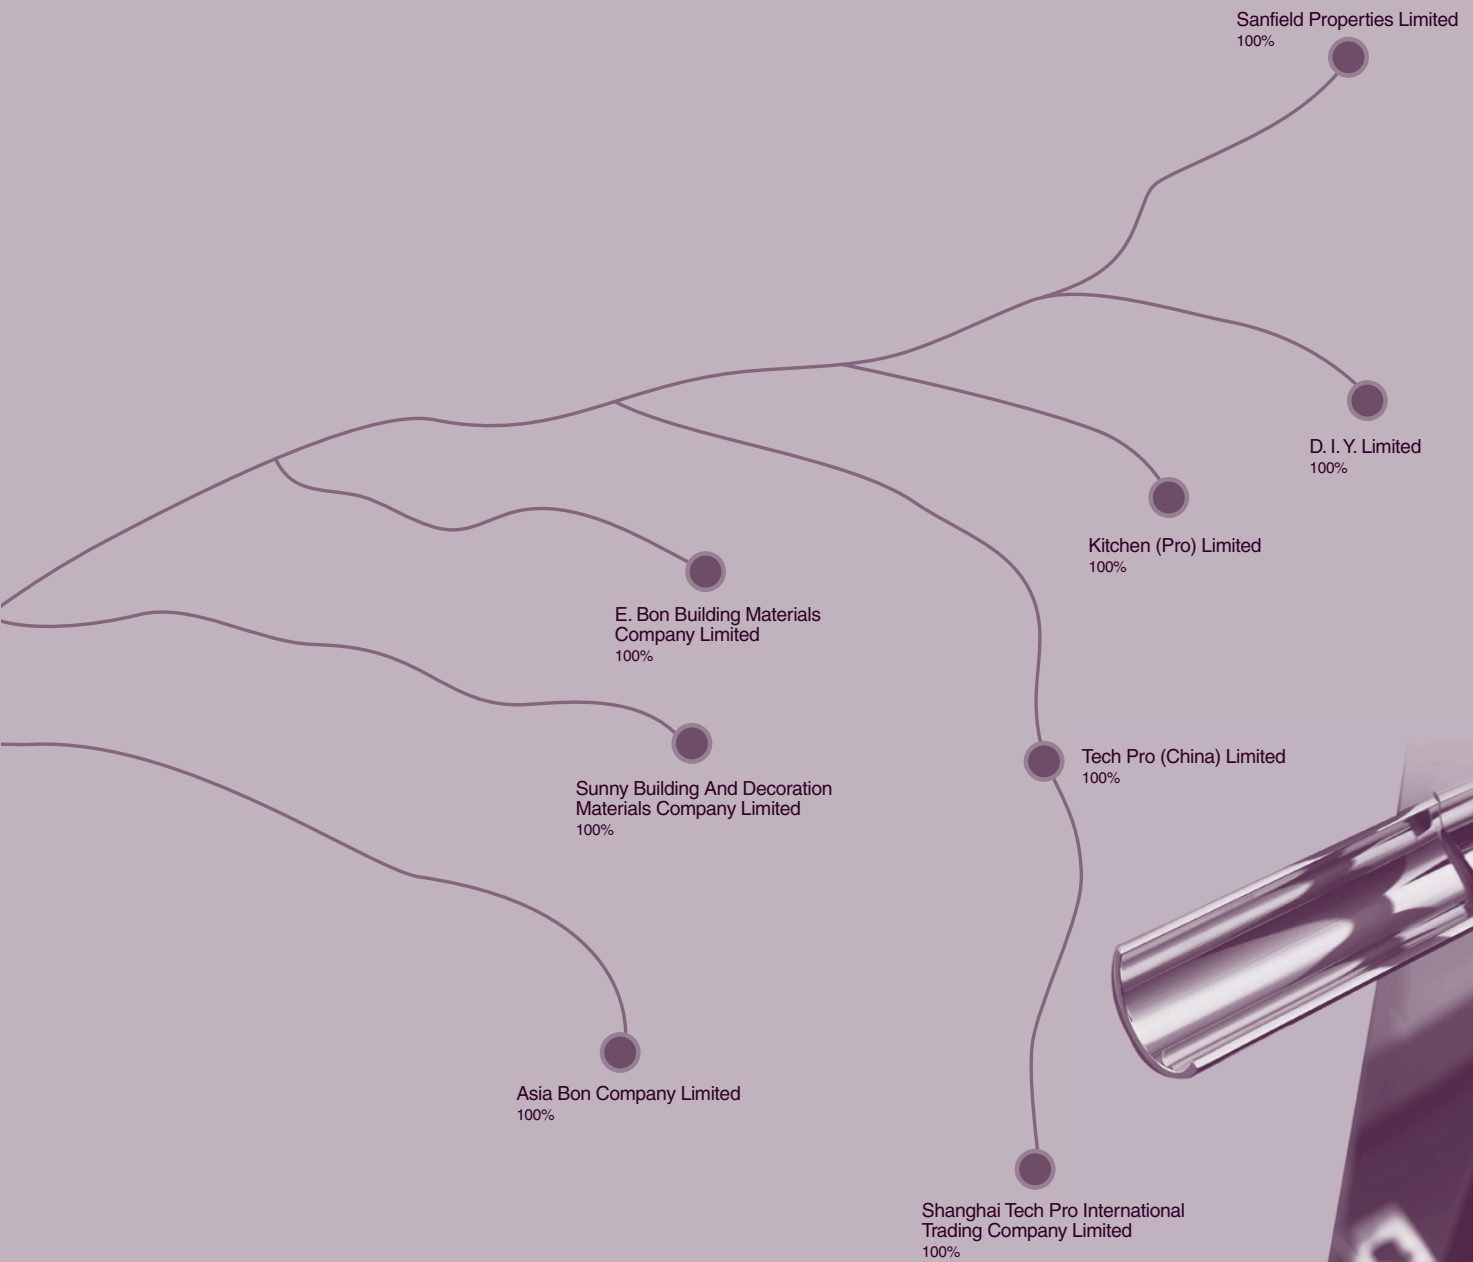 Sanfield Properties Limited
100%
D. I. Y. Limited
100%
Kitchen (Pro) Limited
100%
E. Bon Building Materials
Company Limited
100%
Tech Pro (China) Limited
100%
Sunny Building And Decoration
Materials Company Limited
100%
Asia Bon Company Limited
100%
Shanghai Tech Pro International
Trading Company Limited
100%